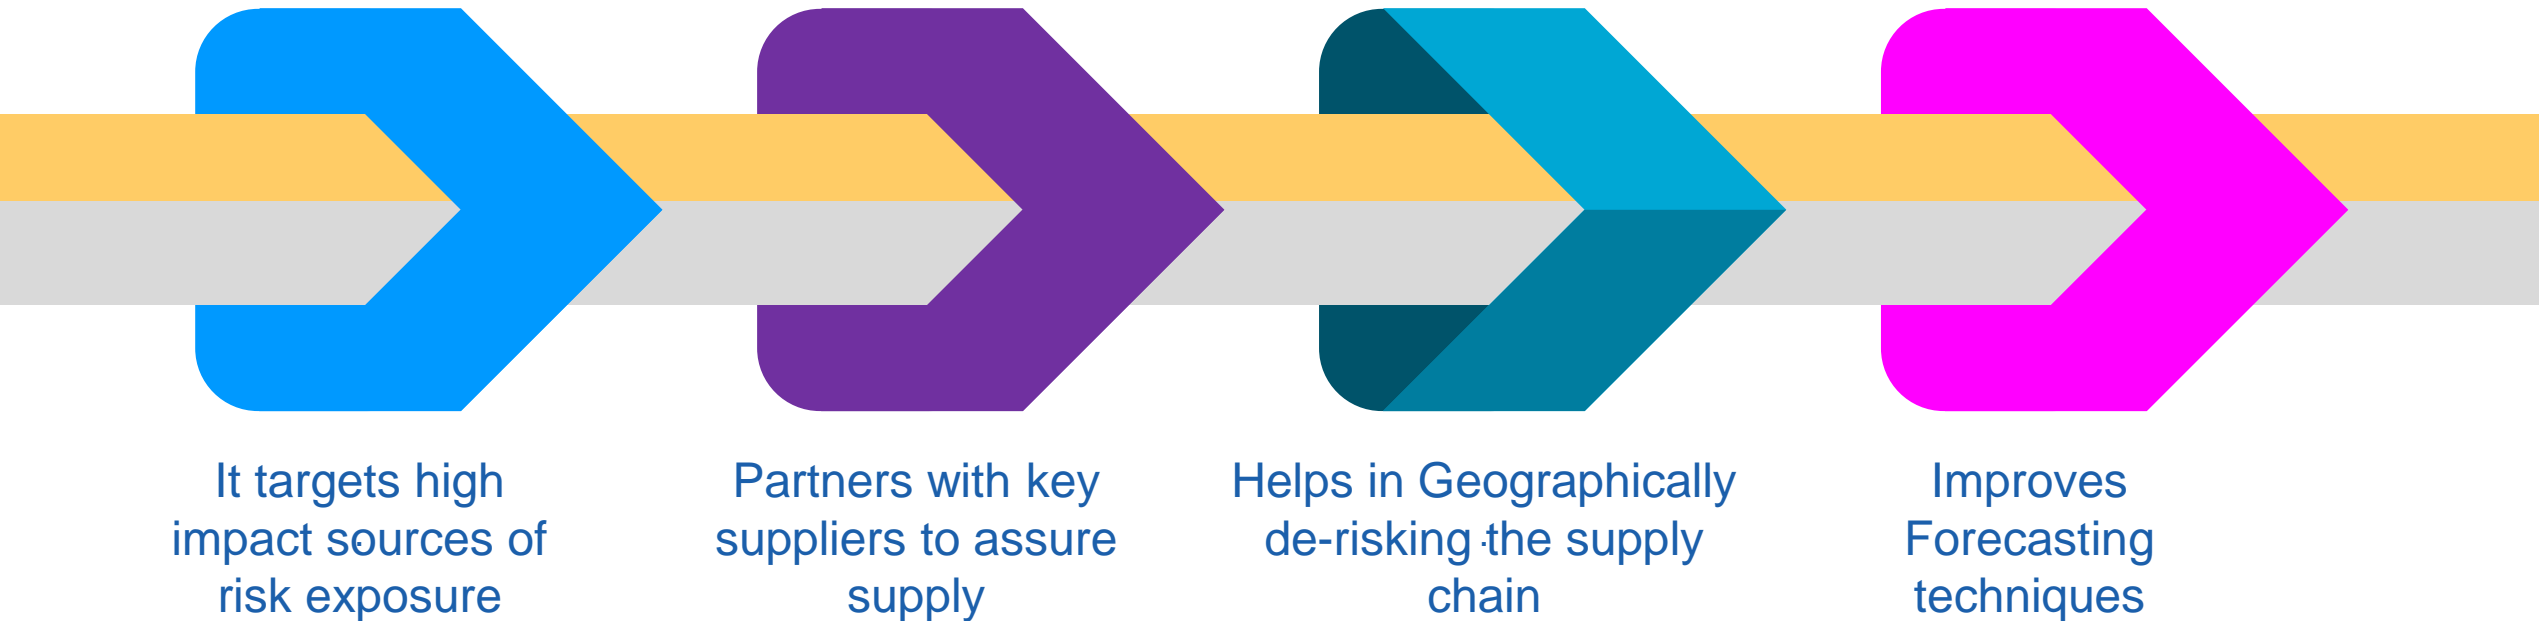 It targets high
impact sources of
risk exposure
Partners with key
suppliers to assure
supply
Helps in Geographically
de-risking the supply
chain
Improves
Forecasting
techniques